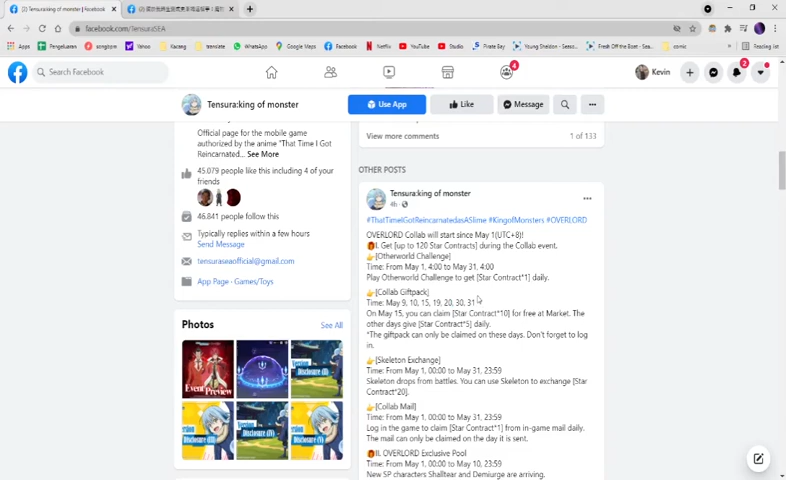 (2) Tensura:king of monster | Facebook
facebook.com/TensuraSEA
Apps Pengeluaran Yahoo Kacang translate WhatsApp Google Maps Facebook Netflix YouTube Studio Pirate Bay Young Sheldon - Seaso... Fresh Off the Boat - Sea... comic Reading list
Search Facebook
4
Kevin
2
Tensura:king of monster
Use App
Like
Message
Official page for the mobile game
authorized by the anime "That Time I Got
Reincarnated... See More
45.079 people like this including 4 of your
friends
46.841 people follow this
Typically replies within a few hours
Send Message
tensuraseaofficial@gmail.com
App Page · Games/Toys
Photos
See All
Event Preview
Version
Disclosure (II)
View more comments
1 of 133
OTHER POSTS
Tensura:king of monster
4h
#ThatTimeIGotReincarnatedasASlime #KingofMonsters #OVERLORD
OVERLORD Collab will start since May 1(UTC+8)!
I. Get [up to 120 Star Contracts] during the Collab event.
[Otherworld Challenge]
Time: From May 1, 4:00 to May 31, 4:00
Play Otherworld Challenge to get [Star Contract*1] daily.
[Collab Giftpack]
Time: May 9, 10, 15, 19, 20, 30, 31
On May 15, you can claim [Star Contract*10] for free at Market. The
other days give [Star Contract*5] daily.
*The giftpack can only be claimed on these days. Don't forget to log
in.
[Skeleton Exchange]
Time: From May 1, 00:00 to May 31, 23:59
Skeleton drops from battles. You can use Skeleton to exchange [Star
Contract*20].
[Collab Mail]
Time: From May 1, 00:00 to May 31, 23:59
Log in the game to claim [Star Contract*1] from in-game mail daily.
The mail can only be claimed on the day it is sent.
II. OVERLORD Exclusive Pool
Time: From May 1, 00:00 to May 10, 23:59
New SP characters Shalltear and Demiurge are arriving.